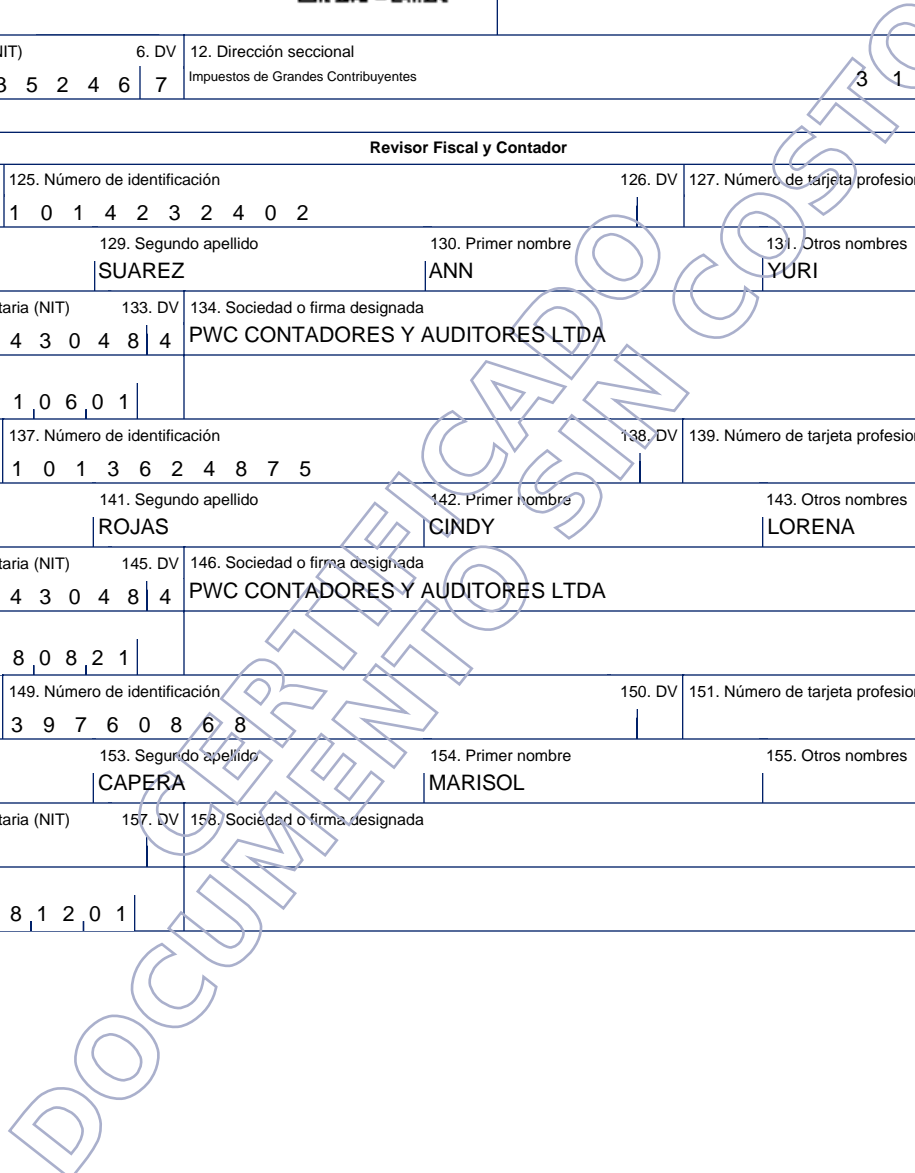 NIT) 6. DV 12. Dirección seccional
3 5 2 4 6 7 Impuestos de Grandes Contribuyentes 3 1
Revisor Fiscal y Contador
125. Número de identificación 126. DV 127. Número de tarjeta profesion
1 0 1 4 2 3 2 4 0 2
129. Segundo apellido 130. Primer nombre 131. Otros nombres
SUAREZ ANN YURI
taria (NIT) 133. DV 134. Sociedad o firma designada
4 3 0 4 8 4 PWC CONTADORES Y AUDITORES LTDA
1 0 6 0 1
137. Número de identificación 138. DV 139. Número de tarjeta profesion
1 0 1 3 6 2 4 8 7 5
141. Segundo apellido 142. Primer nombre 143. Otros nombres
ROJAS CINDY LORENA
taria (NIT) 145. DV 146. Sociedad o firma designada
4 3 0 4 8 4 PWC CONTADORES Y AUDITORES LTDA
8 0 8 2 1
149. Número de identificación 150. DV 151. Número de tarjeta profesion
3 9 7 6 0 8 6 8
153. Segundo apellido 154. Primer nombre 155. Otros nombres
CAPERA MARISOL
taria (NIT) 157. DV 158. Sociedad o firma designada
8 1 2 0 1
CERTIFICADO
DOCUMENTO SIN COSTO